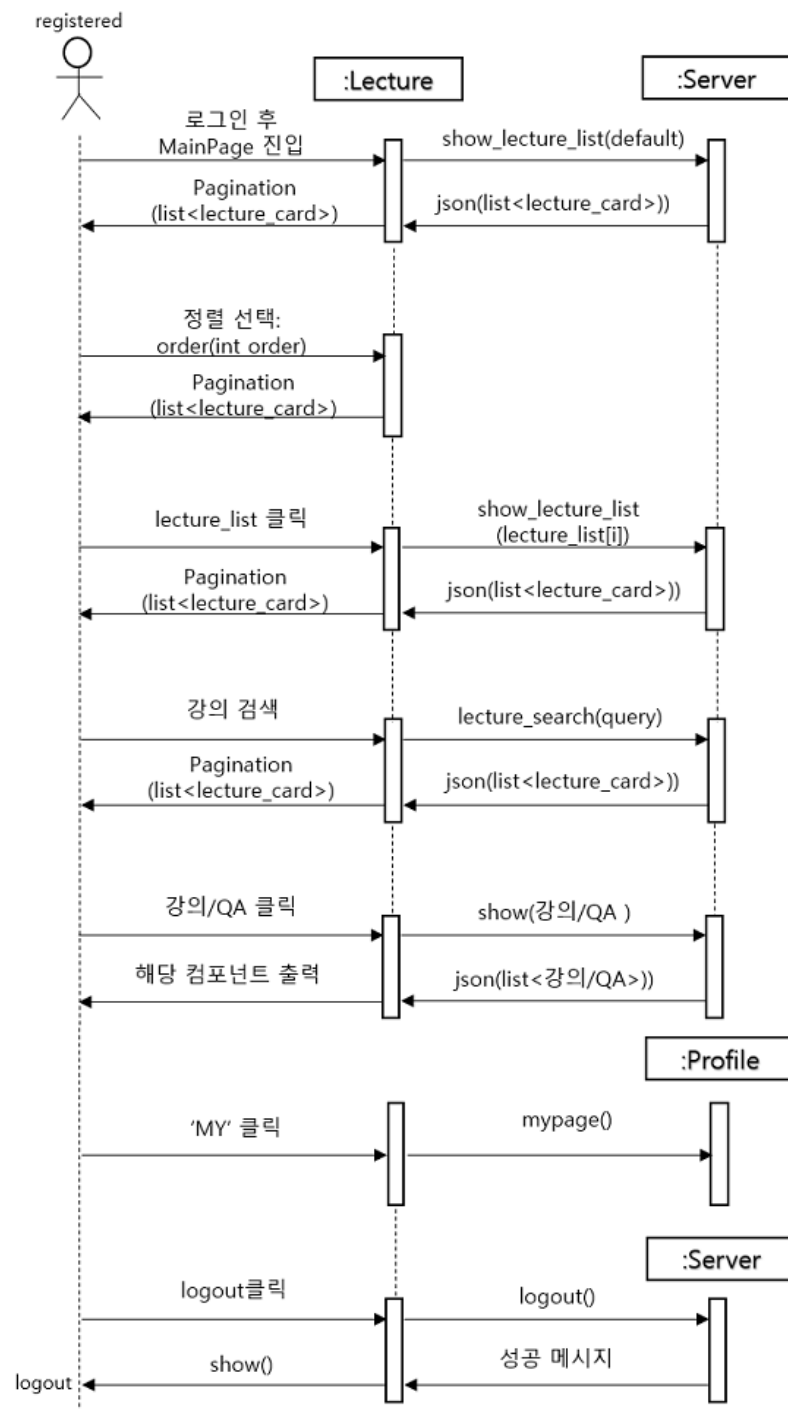 registered
:Lecture
:Server
로그인 후
MainPage 진입
show_lecture_list(default)
Pagination
(list<lecture_card>)
json(list<lecture_card>))
정렬 선택:
order(int order)
Pagination
(list<lecture_card>)
lecture_list 클릭
show_lecture_list
(lecture_list[i])
Pagination
(list<lecture_card>)
json(list<lecture_card>))
강의 검색
lecture_search(query)
Pagination
(list<lecture_card>)
json(list<lecture_card>))
강의/QA 클릭
show(강의/QA )
해당 컴포넌트 출력
json(list<강의/QA>))
:Profile
‘MY’ 클릭
mypage()
:Server
logout클릭
logout()
show()
성공 메시지
logout